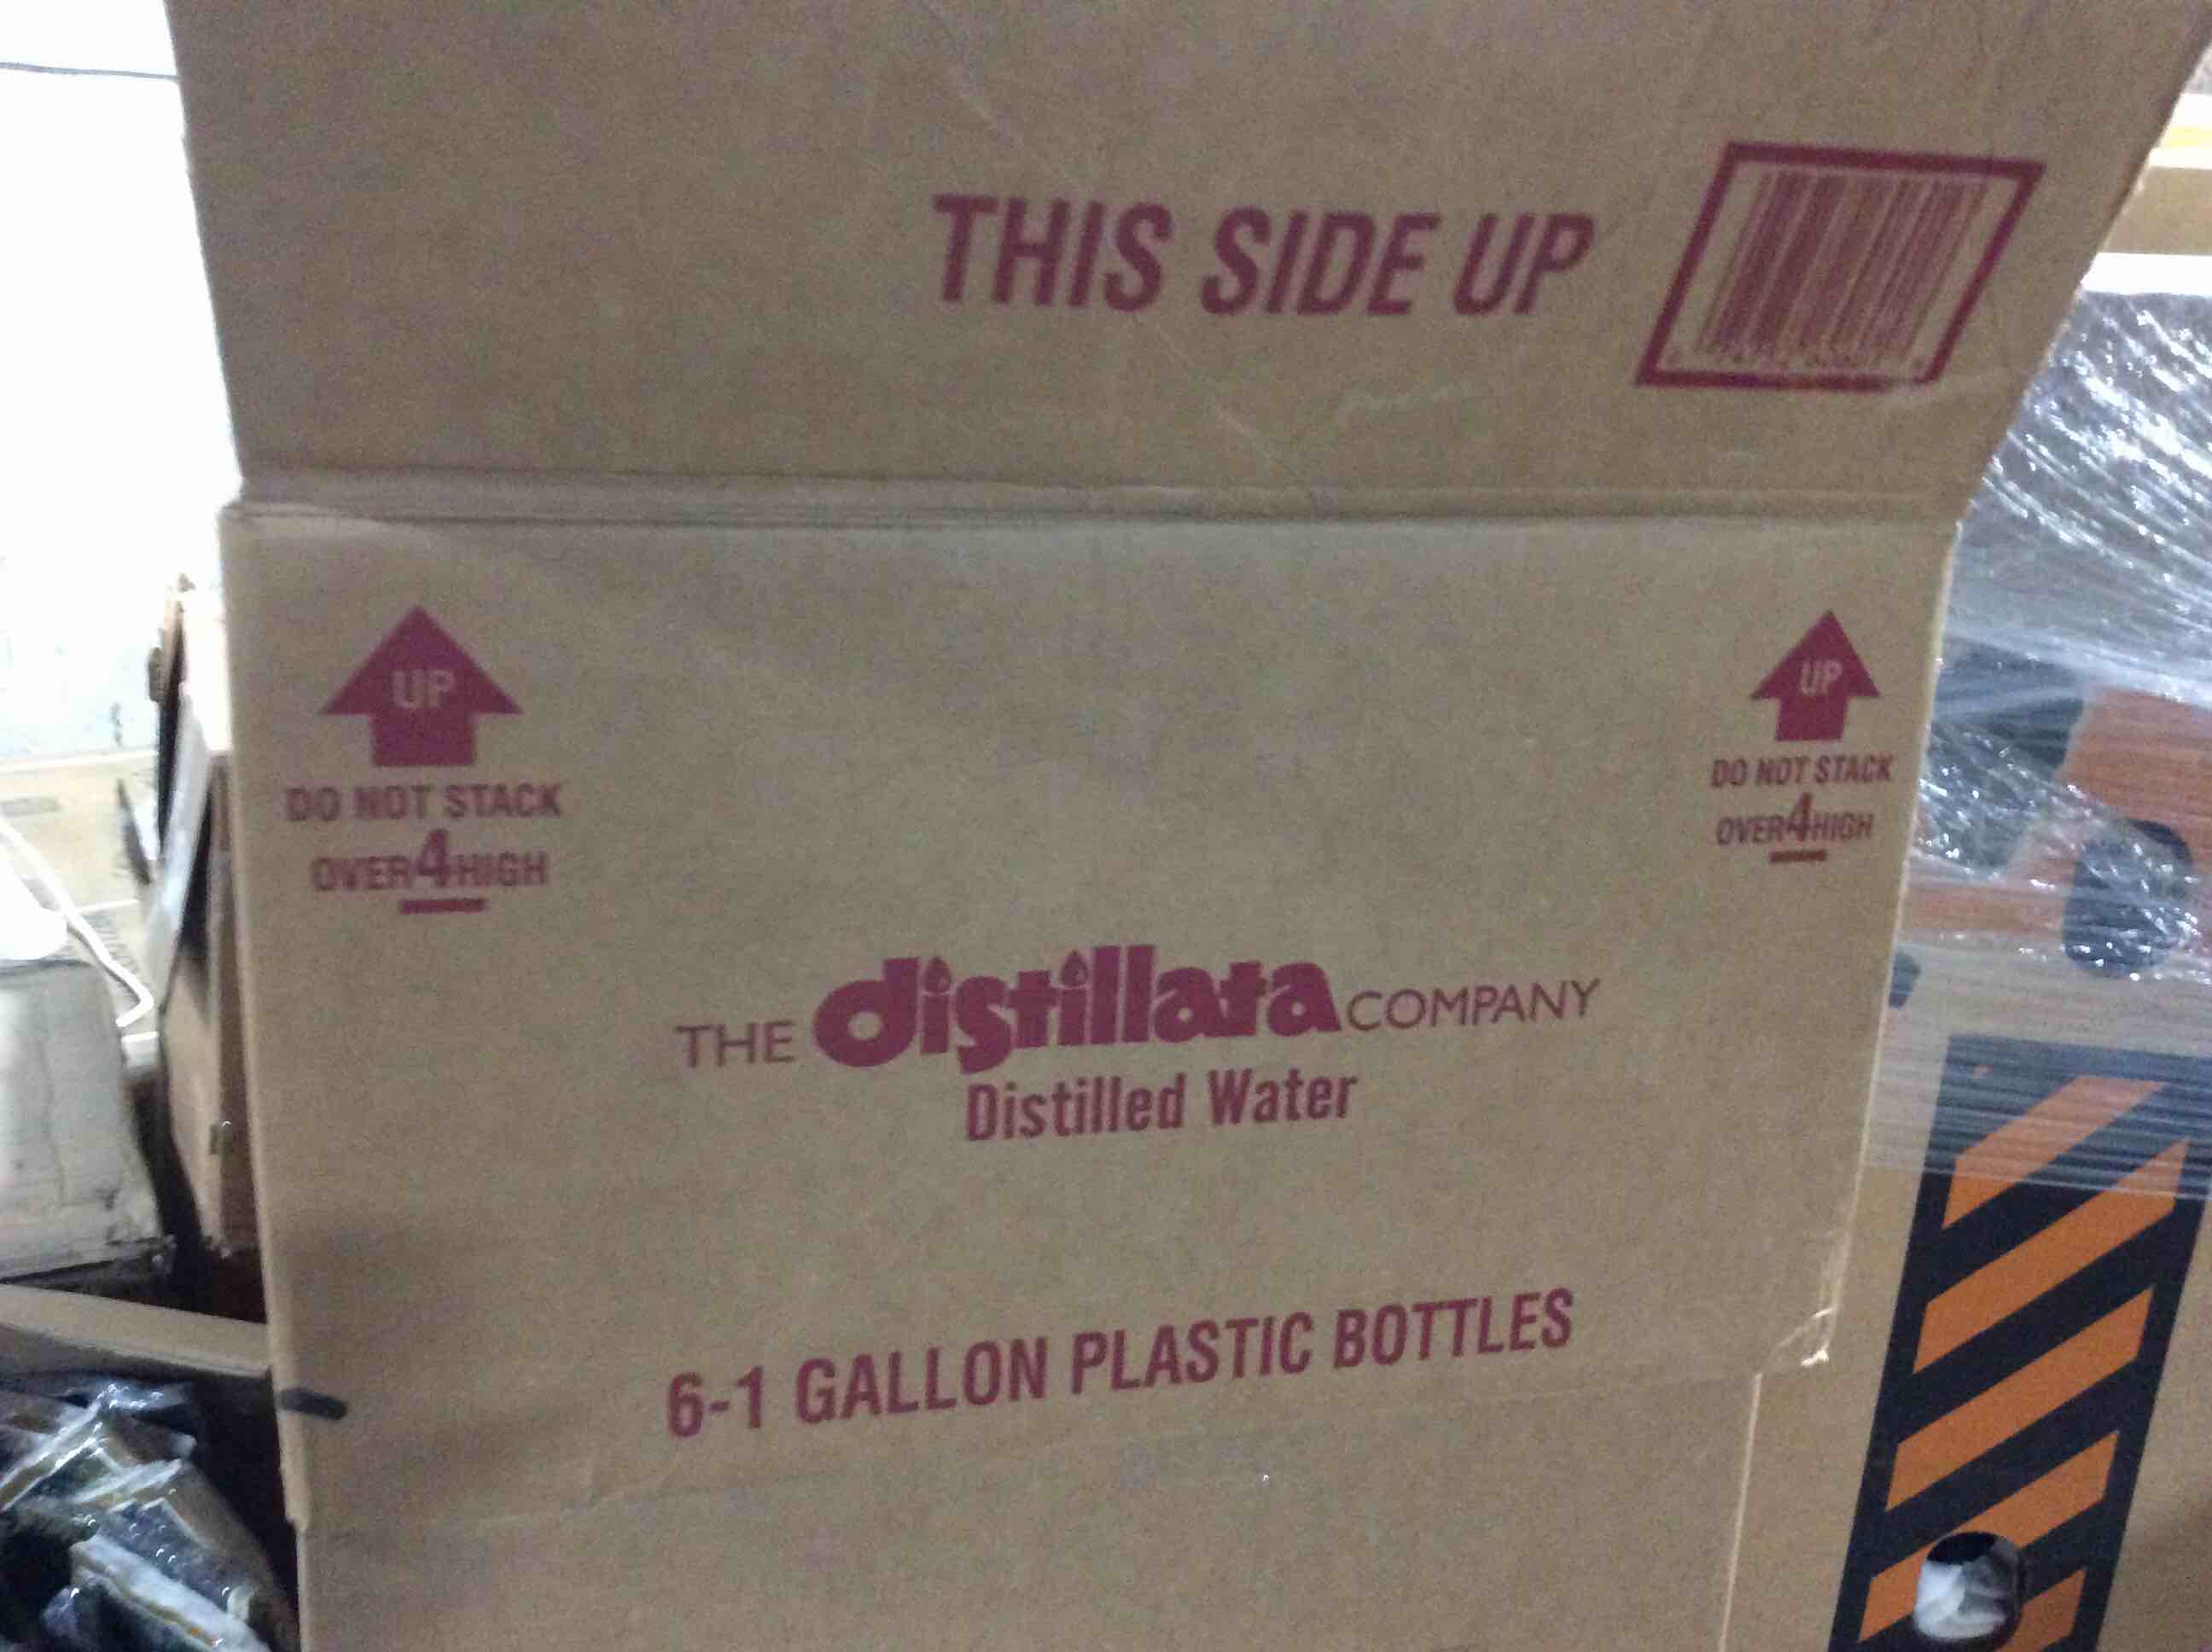 THIS SIDE UP
UP
DO NOT STACK
OVER 4 HIGH
UP
DO NOT STACK
OVER 4 HIGH
THE distillata COMPANY
Distilled Water
6-1 GALLON PLASTIC BOTTLES